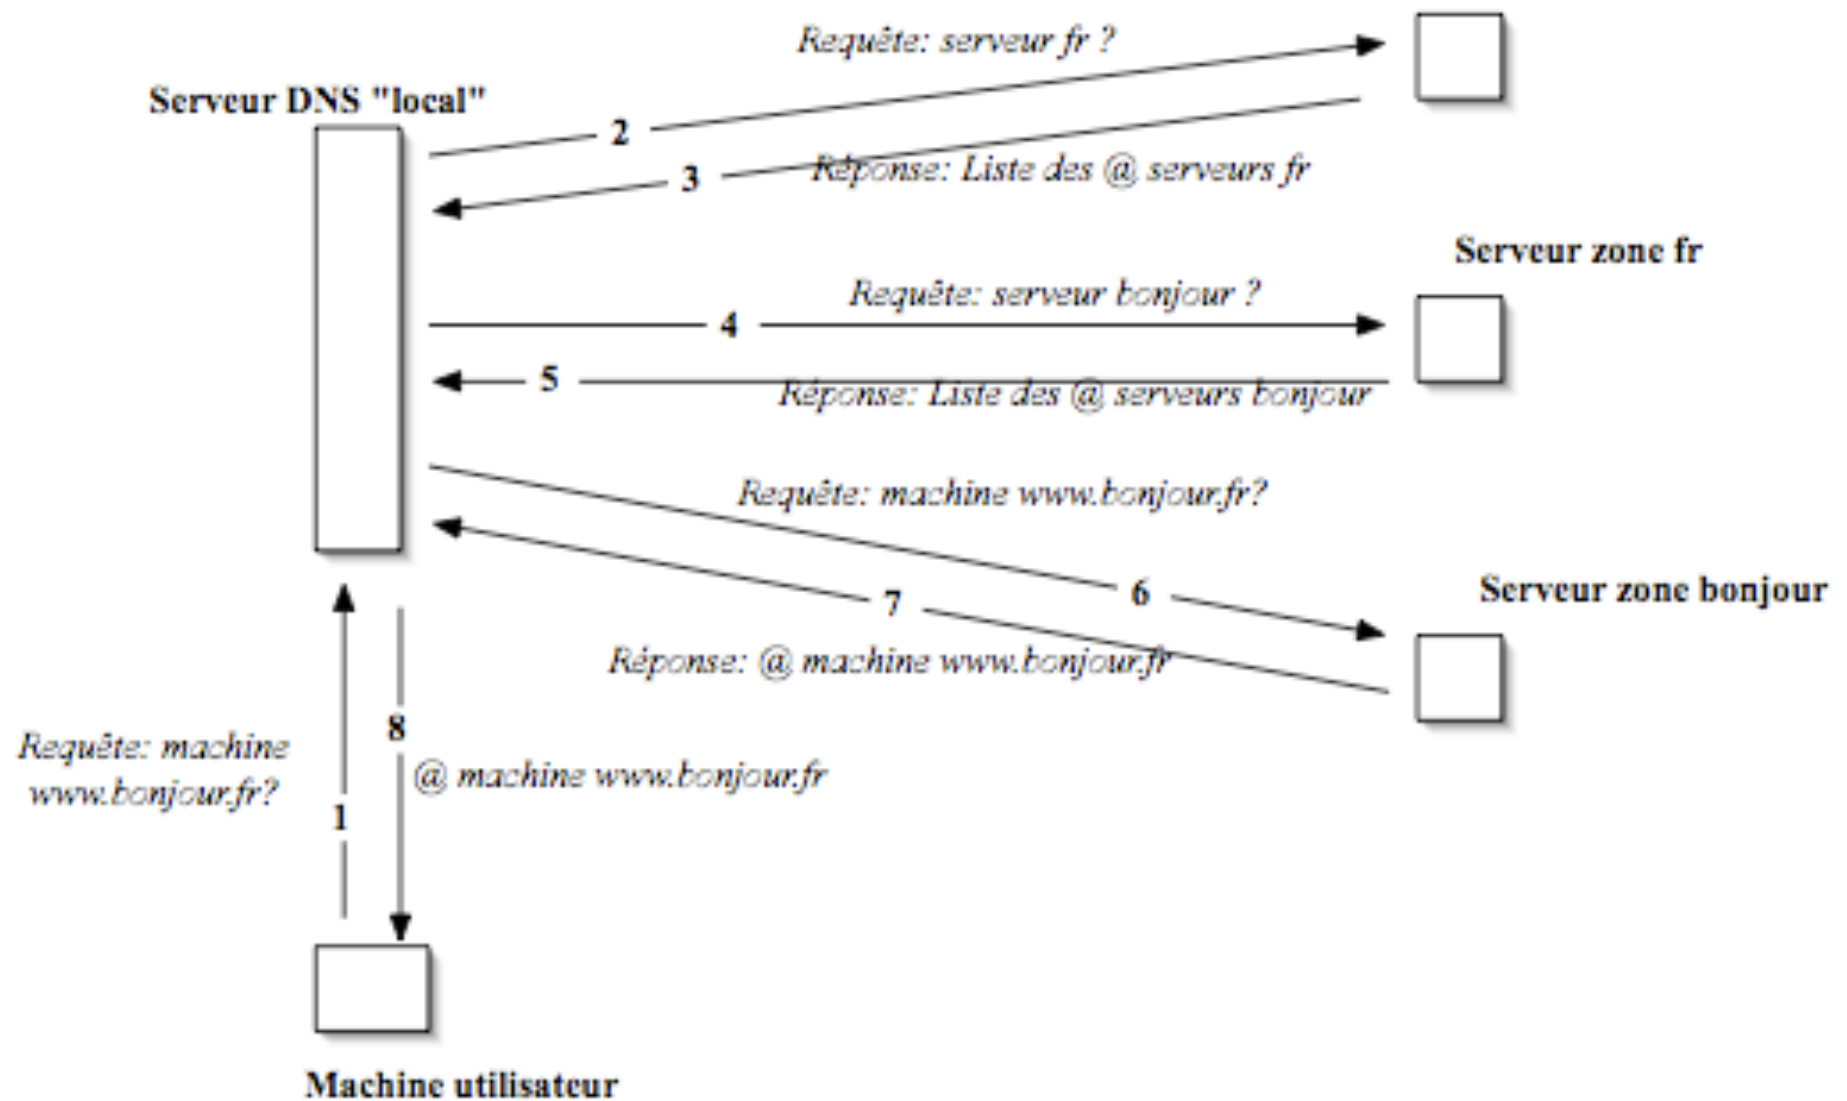 Requête: serveur fr ?
Serveur DNS "local"
2
3
Réponse: Liste des @ serveurs fr
Serveur zone fr
Requête: serveur bonjour ?
4
5
Réponse: Liste des @ serveurs bonjour
Requête: machine www.bonjour.fr?
6
Serveur zone bonjour
7
Réponse: @ machine www.bonjour.fr
8
Requête: machine
www.bonjour.fr?
@ machine www.bonjour.fr
1
Machine utilisateur